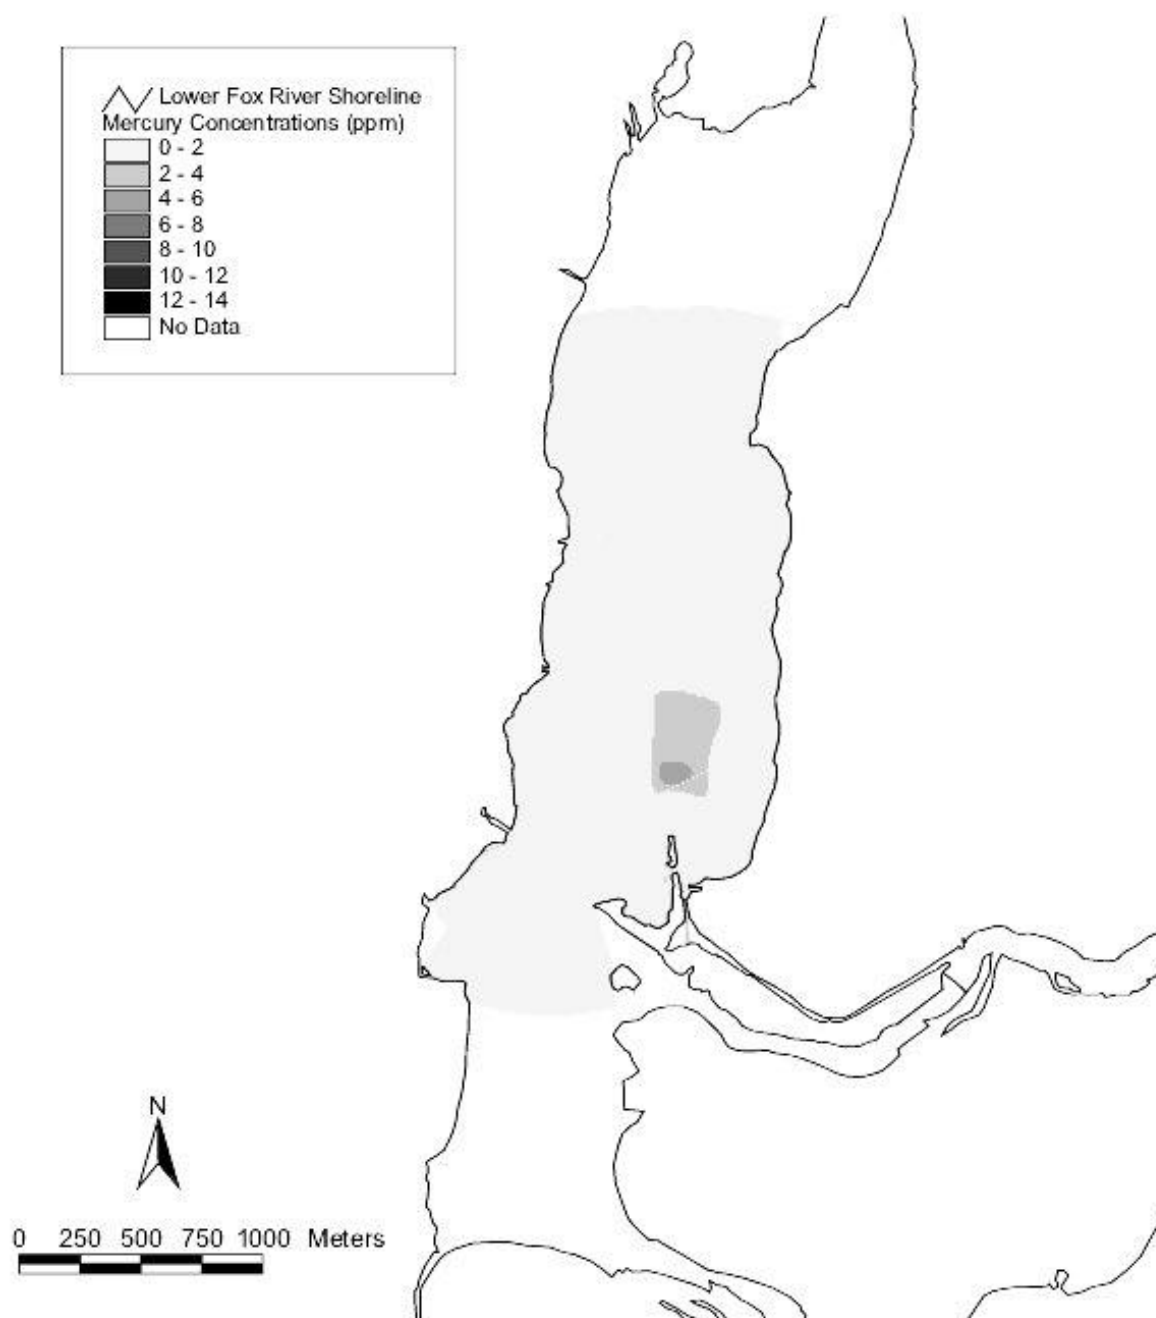 Lower Fox River Shoreline
Mercury Concentrations (ppm)
0 - 2
2 - 4
4 - 6
6 - 8
8 - 10
10 - 12
12 - 14
No Data
N
0 250 500 750 1000 Meters